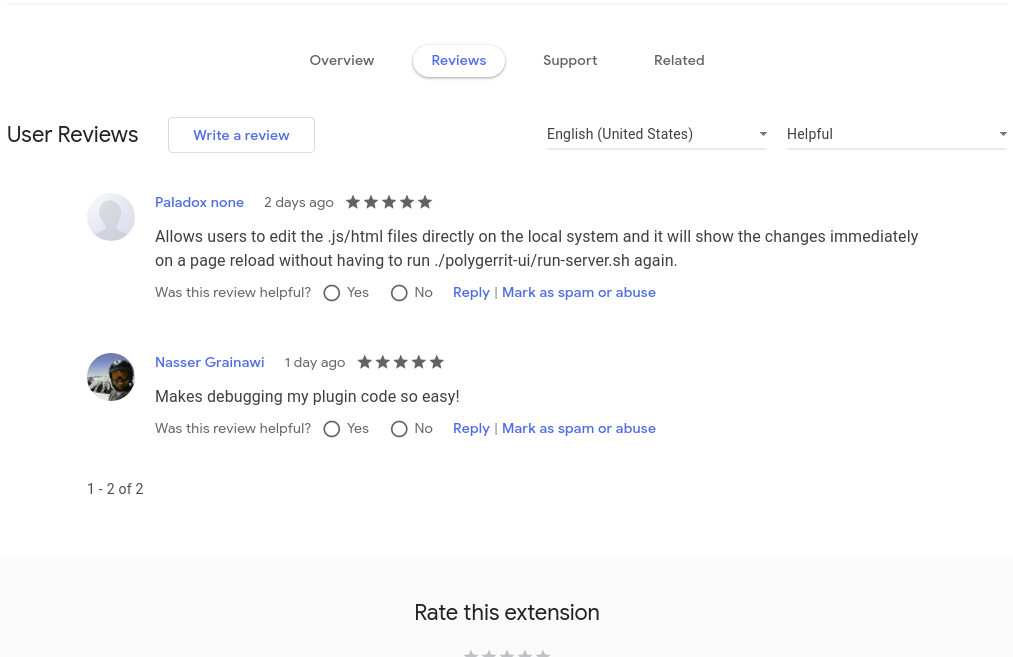 Overview Reviews Support Related
User Reviews Write a review English (United States) Helpful
Paladox none 2 days ago
Allows users to edit the .js/html files directly on the local system and it will show the changes immediately
on a page reload without having to run ./polygerrit-ui/run-server.sh again.
Was this review helpful? Yes No Reply | Mark as spam or abuse
Nasser Grainawi 1 day ago
Makes debugging my plugin code so easy!
Was this review helpful? Yes No Reply | Mark as spam or abuse
1 - 2 of 2
Rate this extension